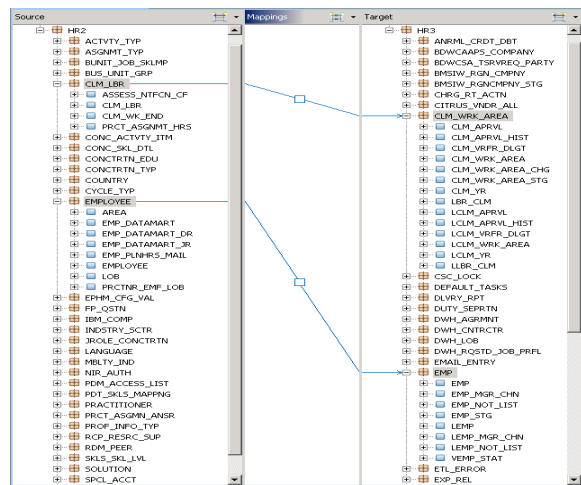 Source
HR2
ACTVTY_TYP
ASGNMT_TYP
BUNIT_JOB_SKLMP
BUS_UNIT_GRP
CLM_LBR
ASSESS_NTFCN_CF
CLM_LBR
CLM_WK_END
PRCT_ASGNMT_HRS
CONC_ACTVTY_ITM
CONC_SKL_DTL
CONCTRTN_EDU
CONCTRTN_TYP
COUNTRY
CYCLE_TYP
EMPLOYEE
AREA
EMP_DATAMART
EMP_DATAMART_DR
EMP_DATAMART_JR
EMP_PLNHRS_MAIL
EMPLOYEE
LOB
PRCTNR_EMF_LOB
EPHM_CFG_VAL
FP_QSTN
IBM_COMP
INDSTRY_SCTR
JROLE_CONCTRTN
LANGUAGE
MBLTY_IND
NIR_AUTH
PDM_ACCESS_LIST
PDT_SKLS_MAPPNG
PRACTITIONER
PRCT_ASGMN_ANSR
PROF_INFO_TYP
RCP_RESRC_SUP
RDM_PEER
SKLS_SKL_LVL
SOLUTION
SPCL_ACCT
Mappings
Target
HR3
ANRML_CRDT_DBT
BDWCAAPS_COMPANY
BDWCSA_TSRVREQ_PARTY
BMSIW_RGN_CMPNY
BMSIW_RGNCMPNY_STG
CHRG_RT_ACTN
CITRUS_VNDR_ALL
CLM_WRK_AREA
CLM_APRVL
CLM_APRVL_HIST
CLM_VRFR_DLGT
CLM_WRK_AREA
CLM_WRK_AREA_CHG
CLM_WRK_AREA_STG
CLM_YR
LBR_CLM
LCLM_APRVL
LCLM_APRVL_HIST
LCLM_VRFR_DLGT
LCLM_WRK_AREA
LCLM_YR
LLBR_CLM
CSC_LOCK
DEFAULT_TASKS
DLVRY_RPT
DUTY_SEPRTN
DWH_AGRMNT
DWH_CNTRCTR
DWH_LOB
DWH_RQSTD_JOB_PRFL
EMAIL_ENTRY
EMP
EMP
EMP_MGR_CHN
EMP_NOT_LIST
EMP_STG
LEMP
LEMP_MGR_CHN
LEMP_NOT_LIST
VEMP_STAT
ETL_ERROR
EXP_REL